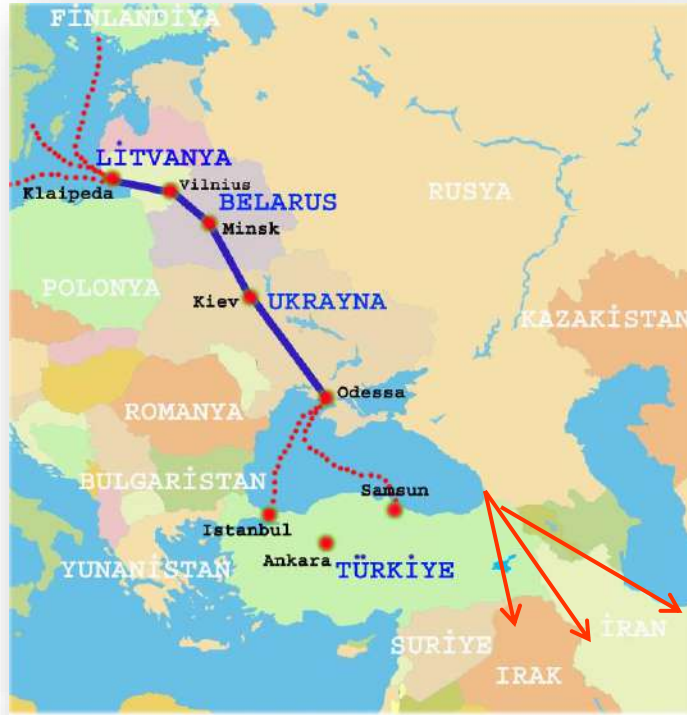 FİNLANDİYA
LİTVANYA
Klaipeda
Vilnius
BELARUS
RUSYA
Minsk
POLONYA
Kiev
UKRAYNA
KAZAKİSTAN
Odessa
ROMANYA
BULGARİSTAN
Samsun
Istanbul
Ankara
YUNANİSTAN
TÜRKİYE
SURİYE
İRAN
IRAK